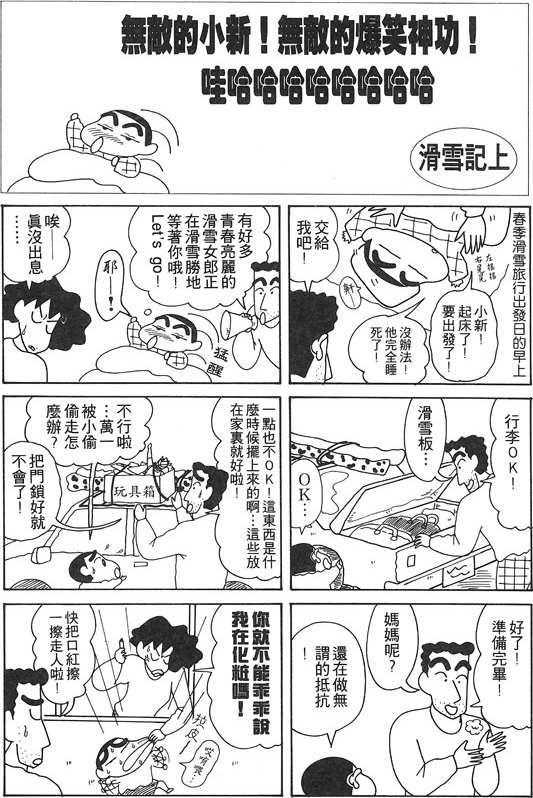 無敵的小新！無敵的爆笑神功！
哇哈哈哈哈哈哈哈哈
滑雪記上
春季滑雪旅行出發日的早上
小新！
起床了！
要出發了！
沒辦法！
他完全睡
死了！
交給
我吧！
有好多
青春亮麗的
滑雪女郎正
在滑雪勝地
等著你哦！
Let's go！
耶——！
猛醒
唉——
真沒出息
……
行李OK！
滑雪板…
OK…
一點也不OK！這東西是什
麼時候擺上來的啊…這些放
在家裏就好啦！
玩具箱
不行啦
…萬一
被小偷
偷走怎
麼辦？
把門鎖好就
不會了！
好了！
準備完畢！
媽媽呢？
還在做無
謂的抵抗
！
你就不能乖乖說
我在化粧嗎！
拉皮！
哎喲喂…
快把口紅擦
一擦走人啦！